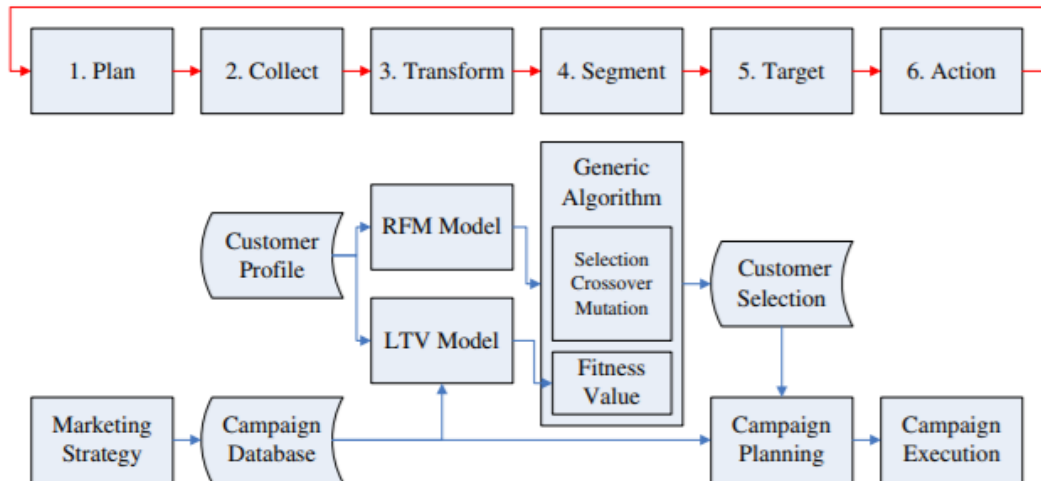 1. Plan
2. Collect
3. Transform
4. Segment
5. Target
6. Action
Generic
Algorithm
Customer
Profile
RFM Model
Selection
Crossover
Mutation
Customer
Selection
LTV Model
Fitness
Value
Marketing
Strategy
Campaign
Database
Campaign
Planning
Campaign
Execution